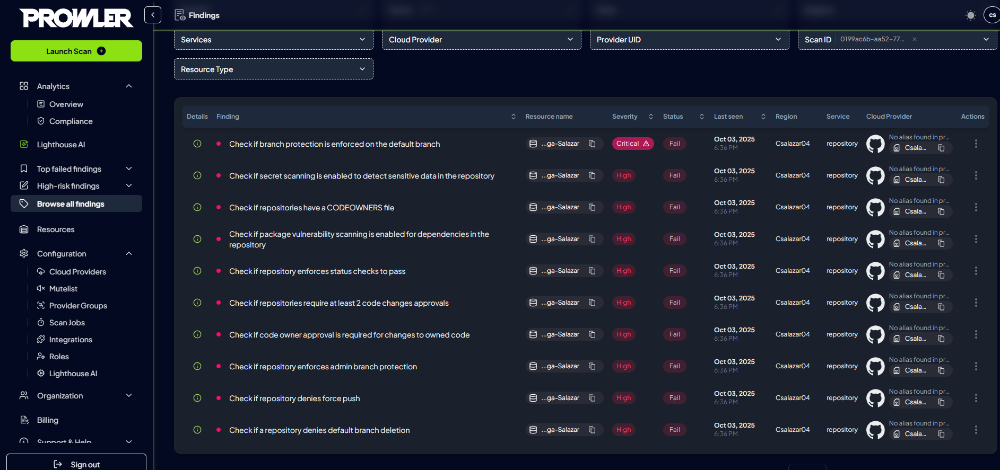 PROWLER
Findings
cs
Launch Scan
Services
Cloud Provider
Provider UID
Scan ID 0199ac6b-aa52-77...
Resource Type
Analytics
Overview
Compliance
Lighthouse AI
Top failed findings
High-risk findings
Browse all findings
Resources
Configuration
Cloud Providers
Mutelist
Provider Groups
Scan Jobs
Integrations
Roles
Lighthouse AI
Organization
Billing
Support & Help
Sign out
Details Finding Resource name Severity Status Last seen Region Service Cloud Provider Actions
Check if branch protection is enforced on the default branch ...ga-Salazar Critical Fail Oct 03, 2025 6:36 PM Csalazar04 repository No alias found in pr... Csala...
Check if secret scanning is enabled to detect sensitive data in the repository ...ga-Salazar High Fail Oct 03, 2025 6:36 PM Csalazar04 repository No alias found in pr... Csala...
Check if repositories have a CODEOWNERS file ...ga-Salazar High Fail Oct 03, 2025 6:36 PM Csalazar04 repository No alias found in pr... Csala...
Check if package vulnerability scanning is enabled for dependencies in the repository ...ga-Salazar High Fail Oct 03, 2025 6:36 PM Csalazar04 repository No alias found in pr... Csala...
Check if repository enforces status checks to pass ...ga-Salazar High Fail Oct 03, 2025 6:36 PM Csalazar04 repository No alias found in pr... Csala...
Check if repositories require at least 2 code changes approvals ...ga-Salazar High Fail Oct 03, 2025 6:36 PM Csalazar04 repository No alias found in pr... Csala...
Check if code owner approval is required for changes to owned code ...ga-Salazar High Fail Oct 03, 2025 6:36 PM Csalazar04 repository No alias found in pr... Csala...
Check if repository enforces admin branch protection ...ga-Salazar High Fail Oct 03, 2025 6:36 PM Csalazar04 repository No alias found in pr... Csala...
Check if repository denies force push ...ga-Salazar High Fail Oct 03, 2025 6:36 PM Csalazar04 repository No alias found in pr... Csala...
Check if a repository denies default branch deletion ...ga-Salazar High Fail Oct 03, 2025 6:36 PM Csalazar04 repository No alias found in pr... Csala...